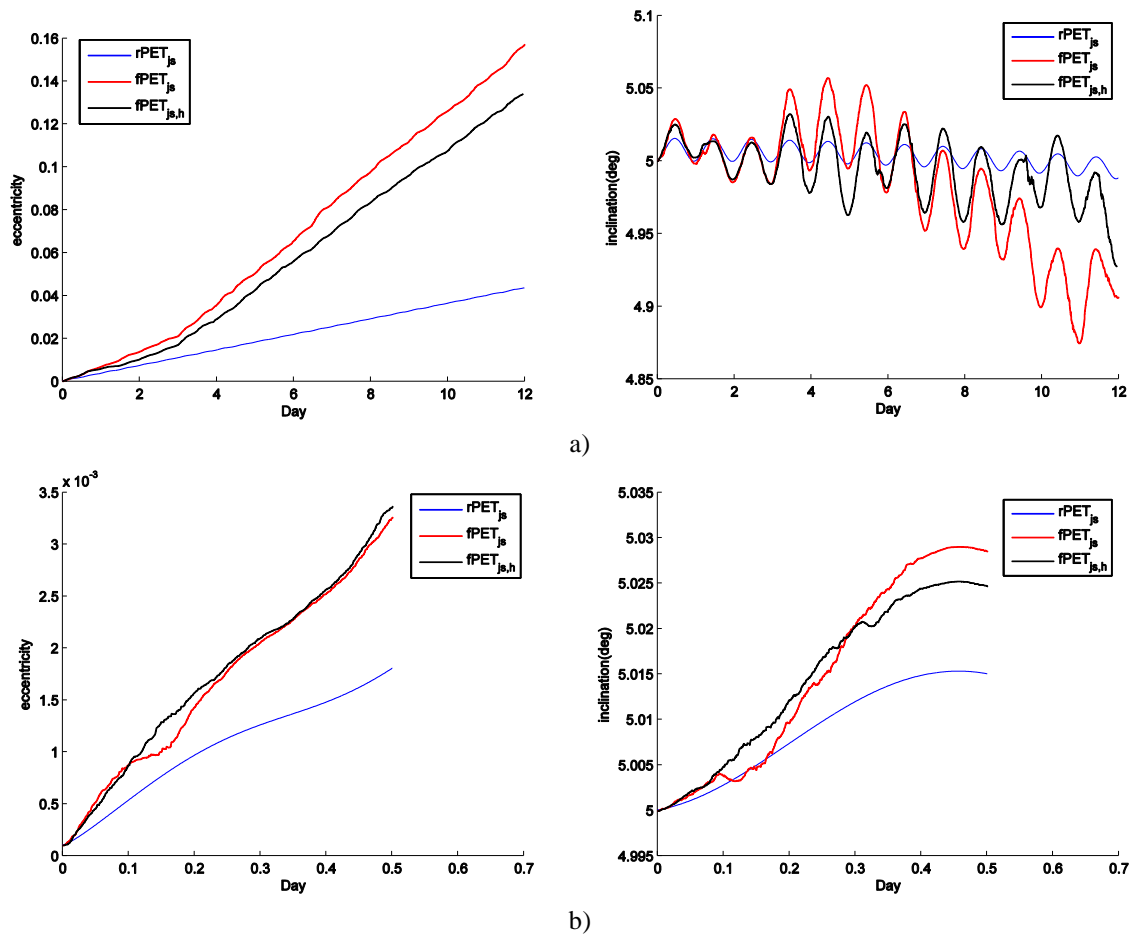 0.16
0.14
0.12
0.1
0.08
0.06
0.04
0.02
0
eccentricity
0 2 4 6 8 10 12
Day
rPETjs
fPETjs
fPETjs,h
5.1
5.05
5
4.95
4.9
4.85
inclination(deg)
0 2 4 6 8 10 12
Day
rPETjs
fPETjs
fPETjs,h
a)
x 10-3
3.5
3
2.5
2
1.5
1
0.5
0
eccentricity
0 0.1 0.2 0.3 0.4 0.5 0.6 0.7
Day
rPETjs
fPETjs
fPETjs,h
5.035
5.03
5.025
5.02
5.015
5.01
5.005
5
4.995
inclination(deg)
0 0.1 0.2 0.3 0.4 0.5 0.6 0.7
Day
rPETjs
fPETjs
fPETjs,h
b)